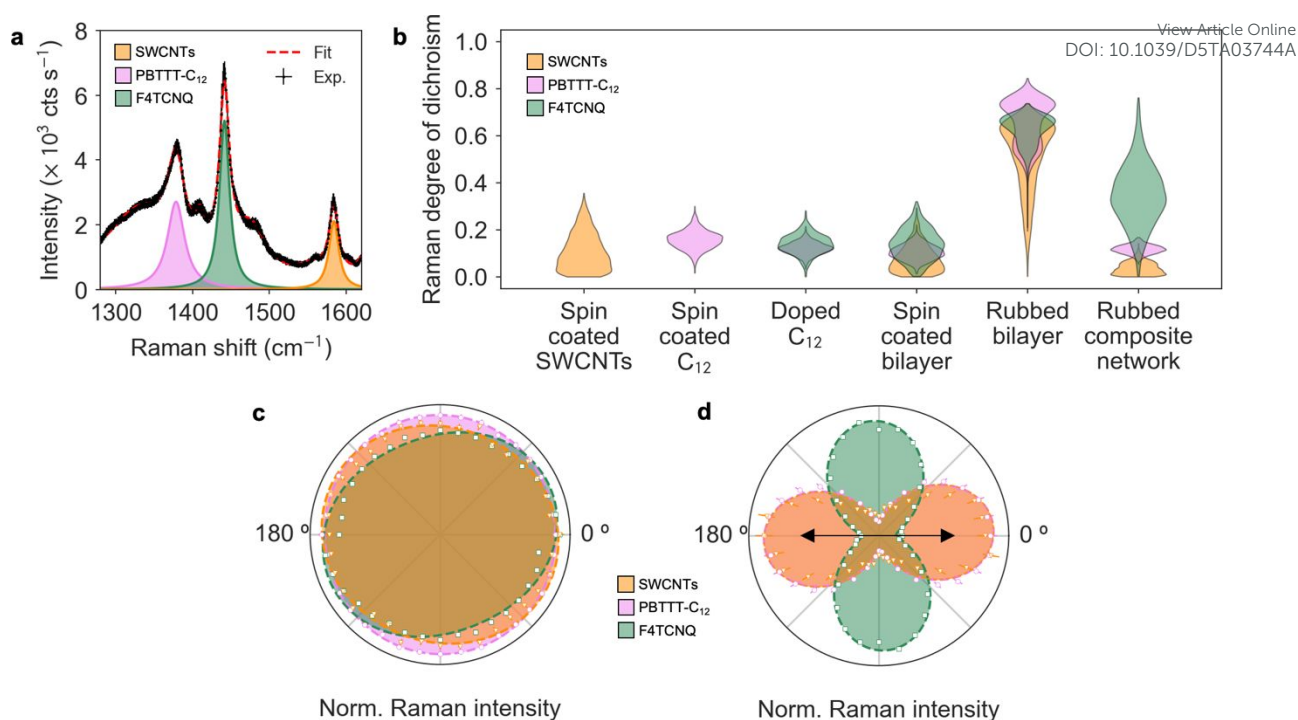 View Article Online
DOI: 10.1039/D5TA03744A
a
8
6
4
2
0
Intensity (× 10³ cts s⁻¹)
SWCNTs
PBTTT-C₁₂
F4TCNQ
Fit
Exp.
1300 1400 1500 1600
Raman shift (cm⁻¹)
b
1.0
0.8
0.6
0.4
0.2
0.0
Raman degree of dichroism
SWCNTs
PBTTT-C₁₂
F4TCNQ
Spin coated SWCNTs
Spin coated C₁₂
Doped C₁₂
Spin coated bilayer
Rubbed bilayer
Rubbed composite network
c
180 º
0 º
Norm. Raman intensity
SWCNTs
PBTTT-C₁₂
F4TCNQ
d
180 º
0 º
Norm. Raman intensity